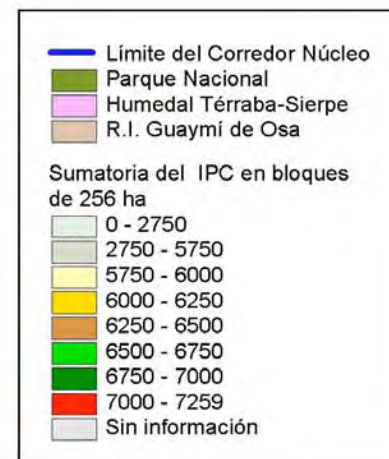 Límite del Corredor Núcleo
Parque Nacional
Humedal Térraba-Sierpe
R.I. Guaymí de Osa
Sumatoria del IPC en bloques
de 256 ha
0 - 2750
2750 - 5750
5750 - 6000
6000 - 6250
6250 - 6500
6500 - 6750
6750 - 7000
7000 - 7259
Sin información